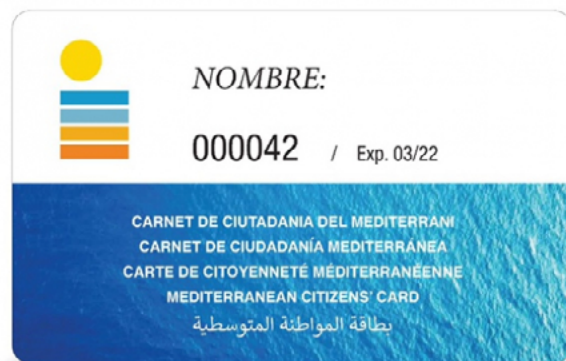 NOMBRE:
000042 / Exp. 03/22
CARNET DE CIUTADANIA DEL MEDITERRANI
CARNET DE CIUDADANÍA MEDITERRÁNEA
CARTE DE CITOYENNETÉ MÉDITERRANÉENNE
MEDITERRANEAN CITIZENS' CARD
بطاقة المواطنة المتوسطية